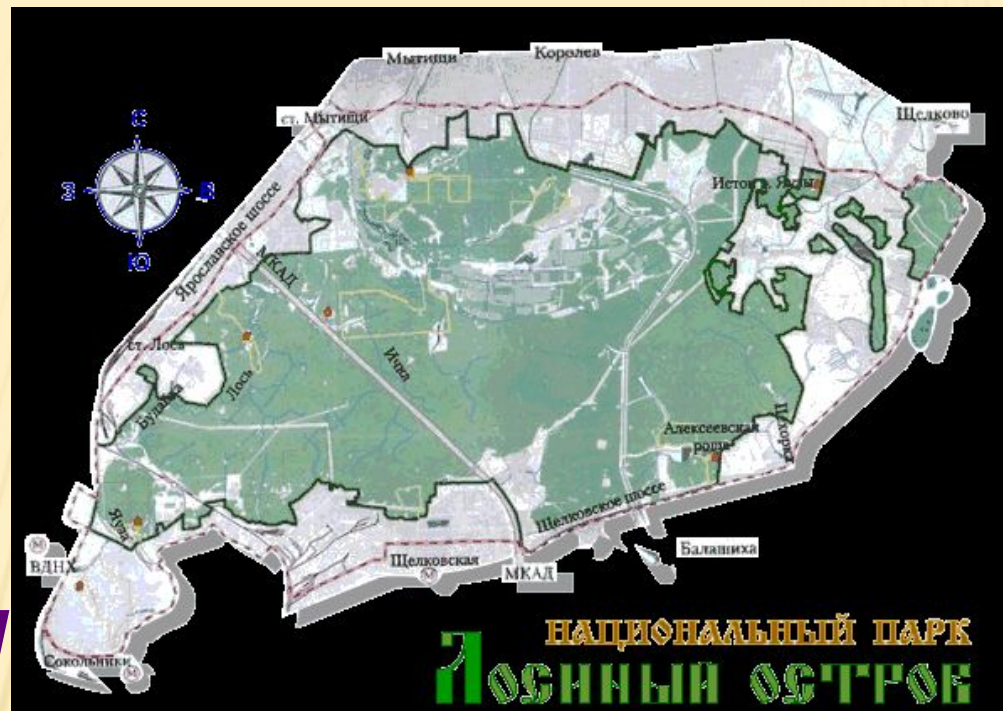 Мытищи
Королев
ст. Мытищи
Щелково
С
З
В
Ю
Исток р. Яузы
Ярославское шоссе
МКАД
ст. Лось
Ичка
Лось
Будайка
Алексеевская
роща
Пехорка
Щелковское шоссе
Яуза
М
ВДНХ
Щелковская
М
МКАД
Балашиха
Сокольники
М
НАЦИОНАЛЬНЫЙ ПАРК
ЛОСИНЫЙ ОСТРОВ